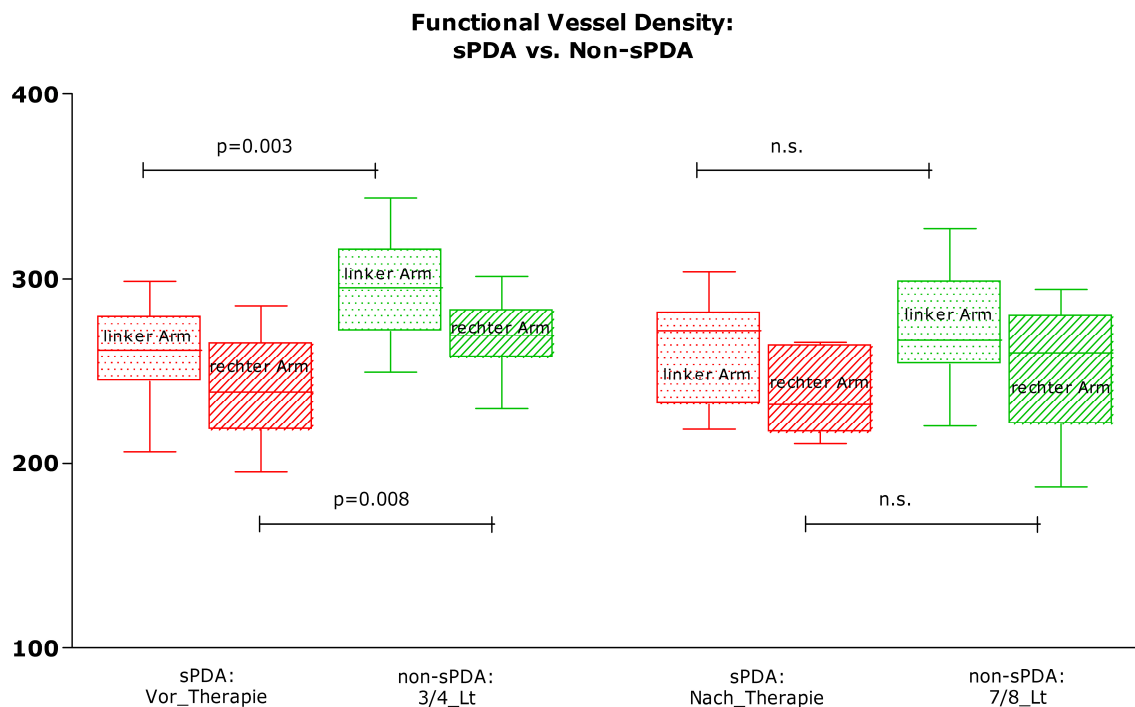 Functional Vessel Density:
sPDA vs. Non-sPDA
400
300
200
100
p=0.003
n.s.
linker Arm
rechter Arm
linker Arm
rechter Arm
linker Arm
rechter Arm
linker Arm
rechter Arm
p=0.008
n.s.
sPDA:
Vor_Therapie
non-sPDA:
3/4_Lt
sPDA:
Nach_Therapie
non-sPDA:
7/8_Lt